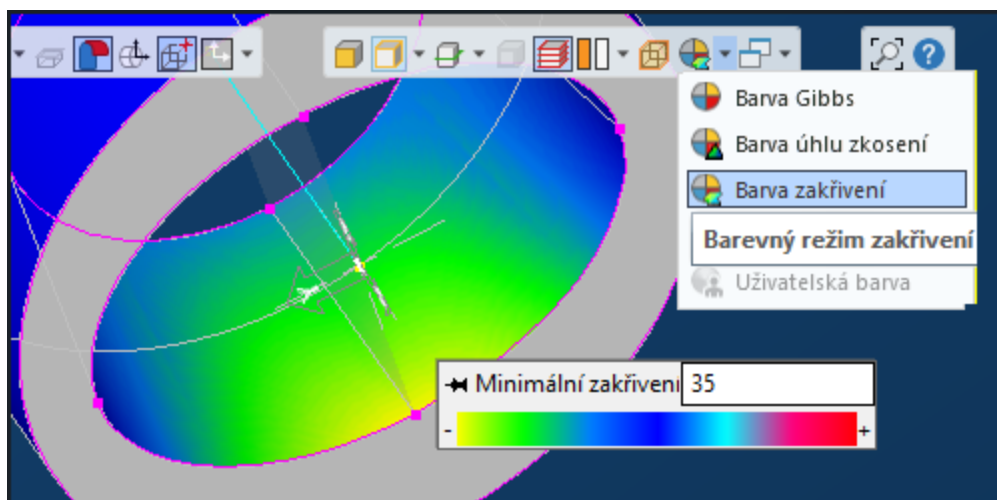 Barva Gibbs
Barva úhlu zkosení
Barva zakřivení
Barevný režim zakřivení
Uživatelská barva
Minimální zakřivení 35
- +